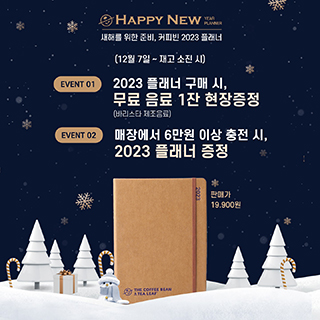 HAPPY NEW YEAR PLANNER
새해를 위한 준비, 커피빈 2023 플래너
(12월 7일 ~ 재고 소진 시)
EVENT 01
2023 플래너 구매 시,
무료 음료 1잔 현장증정
(바리스타 제조음료)
EVENT 02
매장에서 6만원 이상 충전 시,
2023 플래너 증정
2023
판매가
19,900원
THE COFFEE BEAN
& TEA LEAF